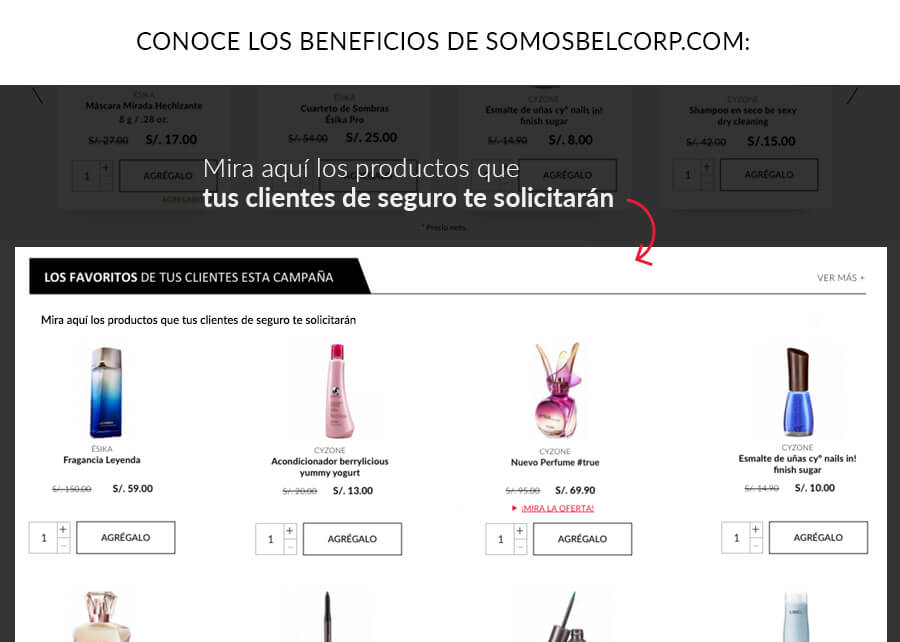 CONOCE LOS BENEFICIOS DE SOMOSBELCORP.COM:
ÉSIKA
Máscara Mirada Hechizante
8 g / .28 oz.
S/. 27.00 S/. 17.00
1 + AGRÉGALO
AGREGADO
ÉSIKA
Cuarteto de Sombras
Ésika Pro
S/. 54.00 S/. 25.00
CYZONE
Esmalte de uñas cy° nails in!
finish sugar
S/. 14.90 S/. 8.00
AGRÉGALO
CYZONE
Shampoo en seco be sexy
dry cleaning
S/. 42.00 S/.15.00
1 + AGRÉGALO
Mira aquí los productos que
tus clientes de seguro te solicitarán
* Precio neto.
LOS FAVORITOS DE TUS CLIENTES ESTA CAMPAÑA
VER MÁS +
Mira aquí los productos que tus clientes de seguro te solicitarán
ÉSIKA
Fragancia Leyenda
S/. 150.00 S/. 59.00
1 + − AGRÉGALO
CYZONE
Acondicionador berrylicious
yummy yogurt
S/. 20.00 S/. 13.00
1 + − AGRÉGALO
CYZONE
Nuevo Perfume #true
S/. 95.00 S/. 69.90
¡MIRA LA OFERTA!
1 + − AGRÉGALO
CYZONE
Esmalte de uñas cy° nails in!
finish sugar
S/. 14.90 S/. 10.00
1 + − AGRÉGALO